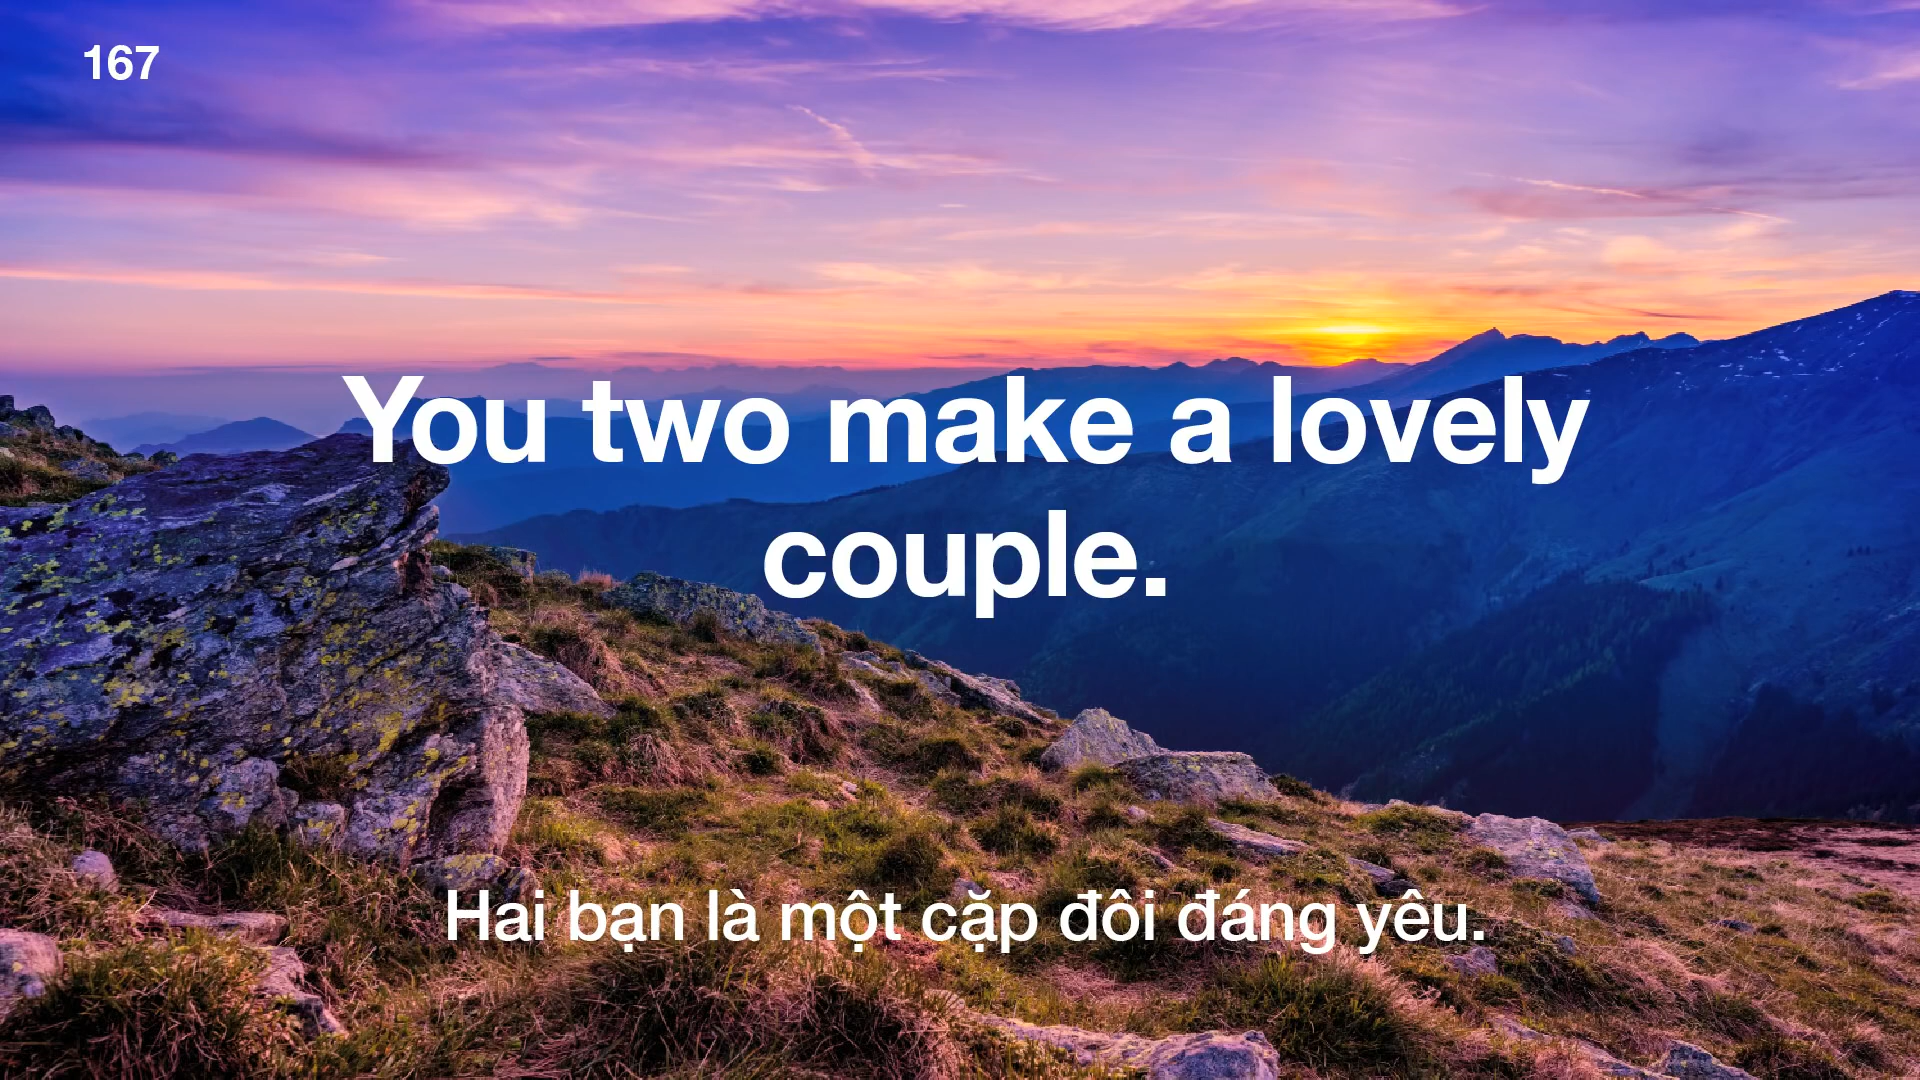 167
You two make a lovely
couple.
Hai bạn là một cặp đôi đáng yêu.